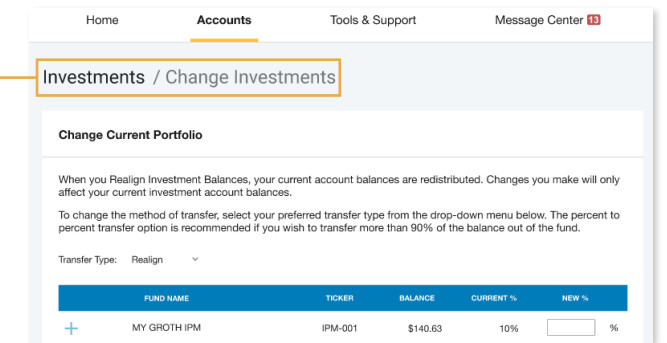 Home Accounts Tools & Support Message Center 13
Investments / Change Investments
Change Current Portfolio
When you Realign Investment Balances, your current account balances are redistributed. Changes you make will only
affect your current investment account balances.
To change the method of transfer, select your preferred transfer type from the drop-down menu below. The percent to
percent transfer option is recommended if you wish to transfer more than 90% of the balance out of the fund.
Transfer Type: Realign
FUND NAME TICKER BALANCE CURRENT % NEW %
MY GROTH IPM IPM-001 $140.63 10% %